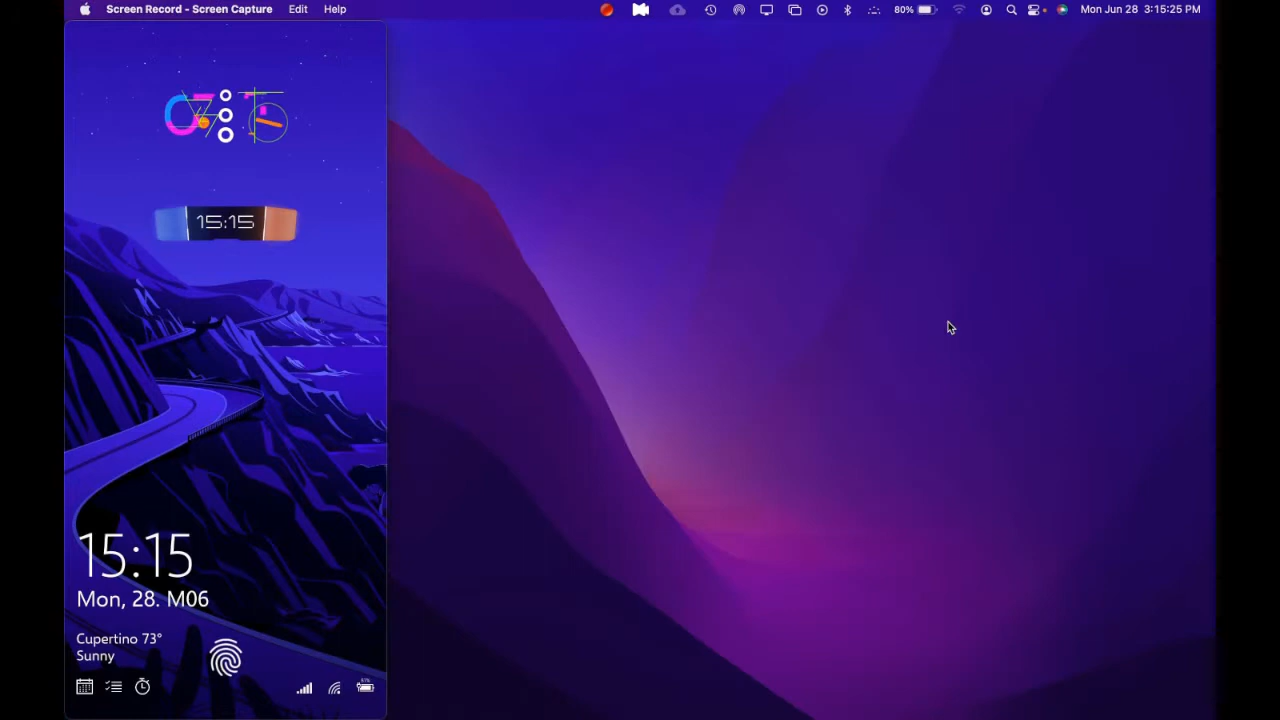 Screen Record - Screen Capture Edit Help 80% Mon Jun 28 3:15:25 PM
15:15
15:15
Mon, 28. M06
Cupertino 73°
Sunny